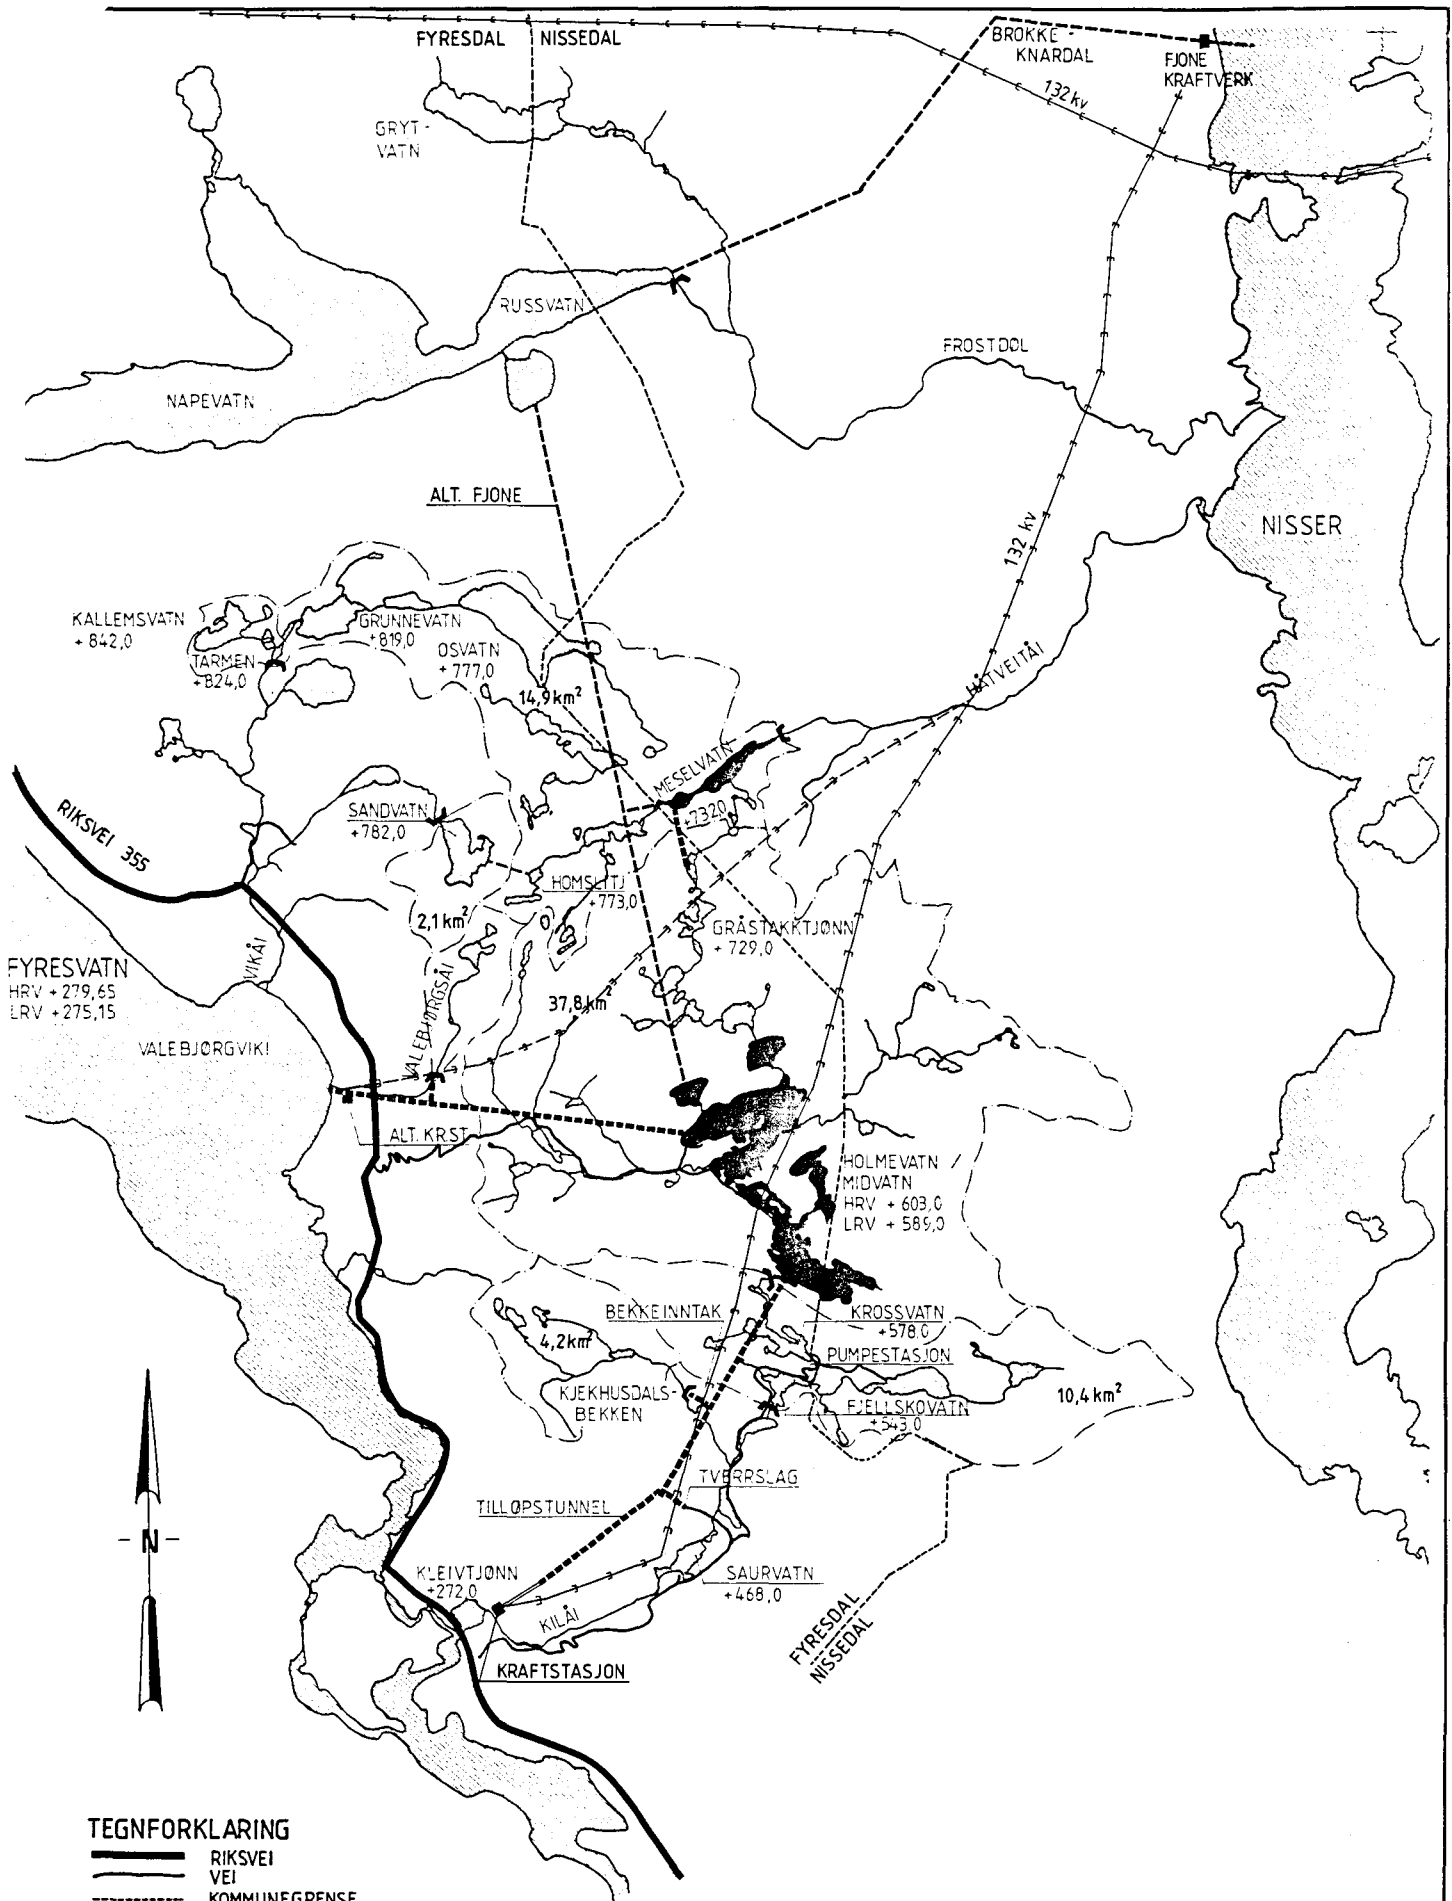 FYRESDAL
NISSEDAL
BROKKE -
KNARDAL
FJONE
KRAFTVERK
132 kv
GRYT -
VATN
RUSSVATN
FROSTDØL
NAPEVATN
ALT. FJONE
NISSER
132 kv
KALLEMSVATN
+ 842,0
GRUNNEVATN
+819,0
TARMEN
+824,0
OSVATN
+ 777,0
14,9 km²
HÅTVEITÅI
MESELVATN
+732,0
SANDVATN
+782,0
RIKSVEI 355
HOMSLITJ
+773,0
2,1 km²
GRÅSTAKKTJØNN
+ 729,0
VIKÅI
FYRESVATN
HRV + 279,65
LRV + 275,15
VALEBJØRGSÅI
37,8 km²
VALEBJØRGVIKI
ALT. KR.ST.
HOLMEVATN /
MIDVATN
HRV + 603,0
LRV + 589,0
BEKKEINNTAK
KROSSVATN
+578,0
4,2 km²
PUMPESTASJON
KJEKHUSDALS-
BEKKEN
FJELLSKOVATN
+543,0
10,4 km²
TVERRSLAG
TILLØPSTUNNEL
- N -
KLEIVTJØNN
+272,0
SAURVATN
+468,0
KILÅI
FYRESDAL
NISSEDAL
KRAFTSTASJON
TEGNFORKLARING
RIKSVEI
VEI
KOMMUNEGRENSE